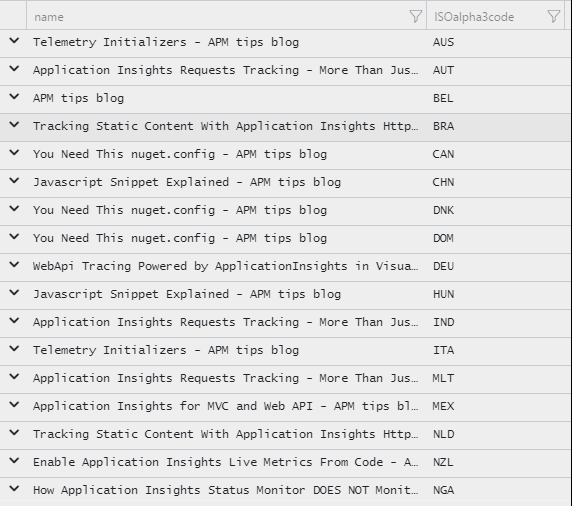 name ISOalpha3code
Telemetry Initializers - APM tips blog AUS
Application Insights Requests Tracking - More Than Jus… AUT
APM tips blog BEL
Tracking Static Content With Application Insights Http… BRA
You Need This nuget.config - APM tips blog CAN
Javascript Snippet Explained - APM tips blog CHN
You Need This nuget.config - APM tips blog DNK
You Need This nuget.config - APM tips blog DOM
WebApi Tracing Powered by ApplicationInsights in Visua… DEU
Javascript Snippet Explained - APM tips blog HUN
Application Insights Requests Tracking - More Than Jus… IND
Telemetry Initializers - APM tips blog ITA
Application Insights Requests Tracking - More Than Jus… MLT
Application Insights for MVC and Web API - APM tips bl… MEX
Tracking Static Content With Application Insights Http… NLD
Enable Application Insights Live Metrics From Code - A… NZL
How Application Insights Status Monitor DOES NOT Monit… NGA